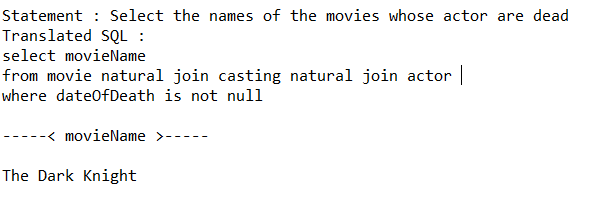 Statement : Select the names of the movies whose actor are dead
Translated SQL :
select movieName
from movie natural join casting natural join actor
where dateOfDeath is not null
-----< movieName >-----
The Dark Knight